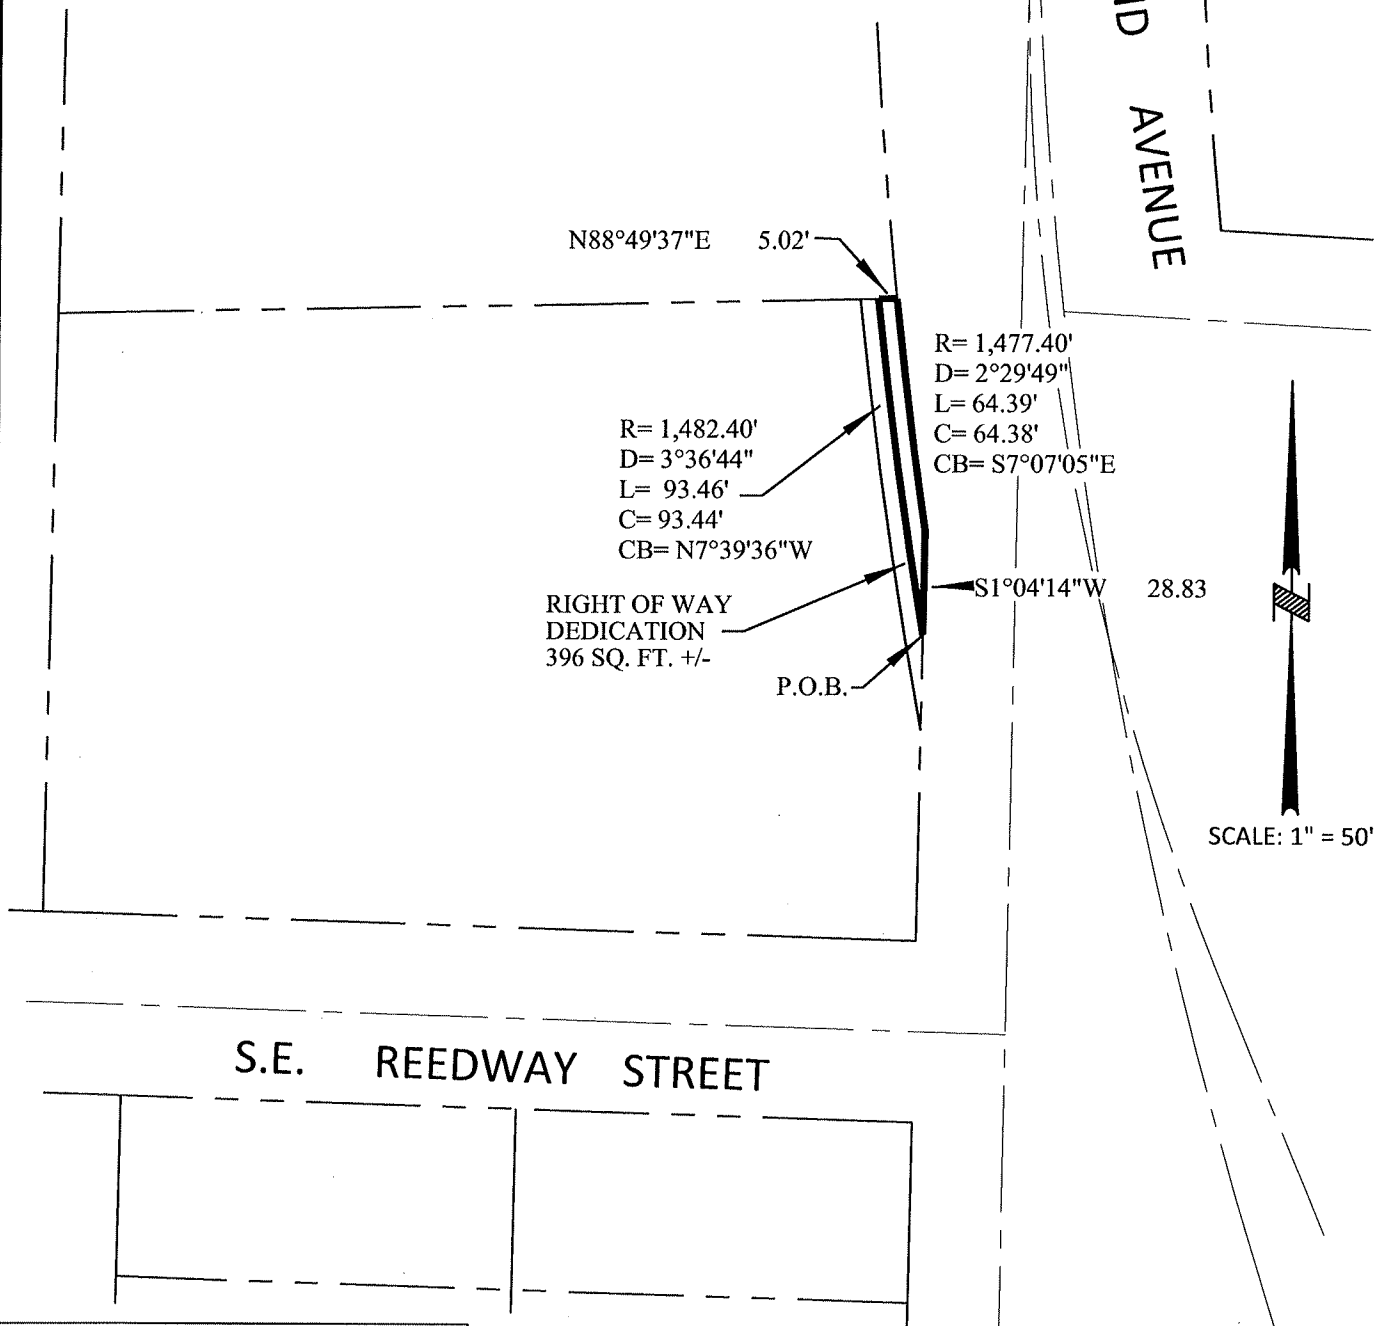 AVENUE
N88°49'37"E 5.02'
R= 1,477.40'
D= 2°29'49"
L= 64.39'
C= 64.38'
CB= S7°07'05"E
R= 1,482.40'
D= 3°36'44"
L= 93.46'
C= 93.44'
CB= N7°39'36"W
S1°04'14"W 28.83
RIGHT OF WAY
DEDICATION
396 SQ. FT. +/-
P.O.B.
SCALE: 1" = 50'
S.E. REEDWAY STREET